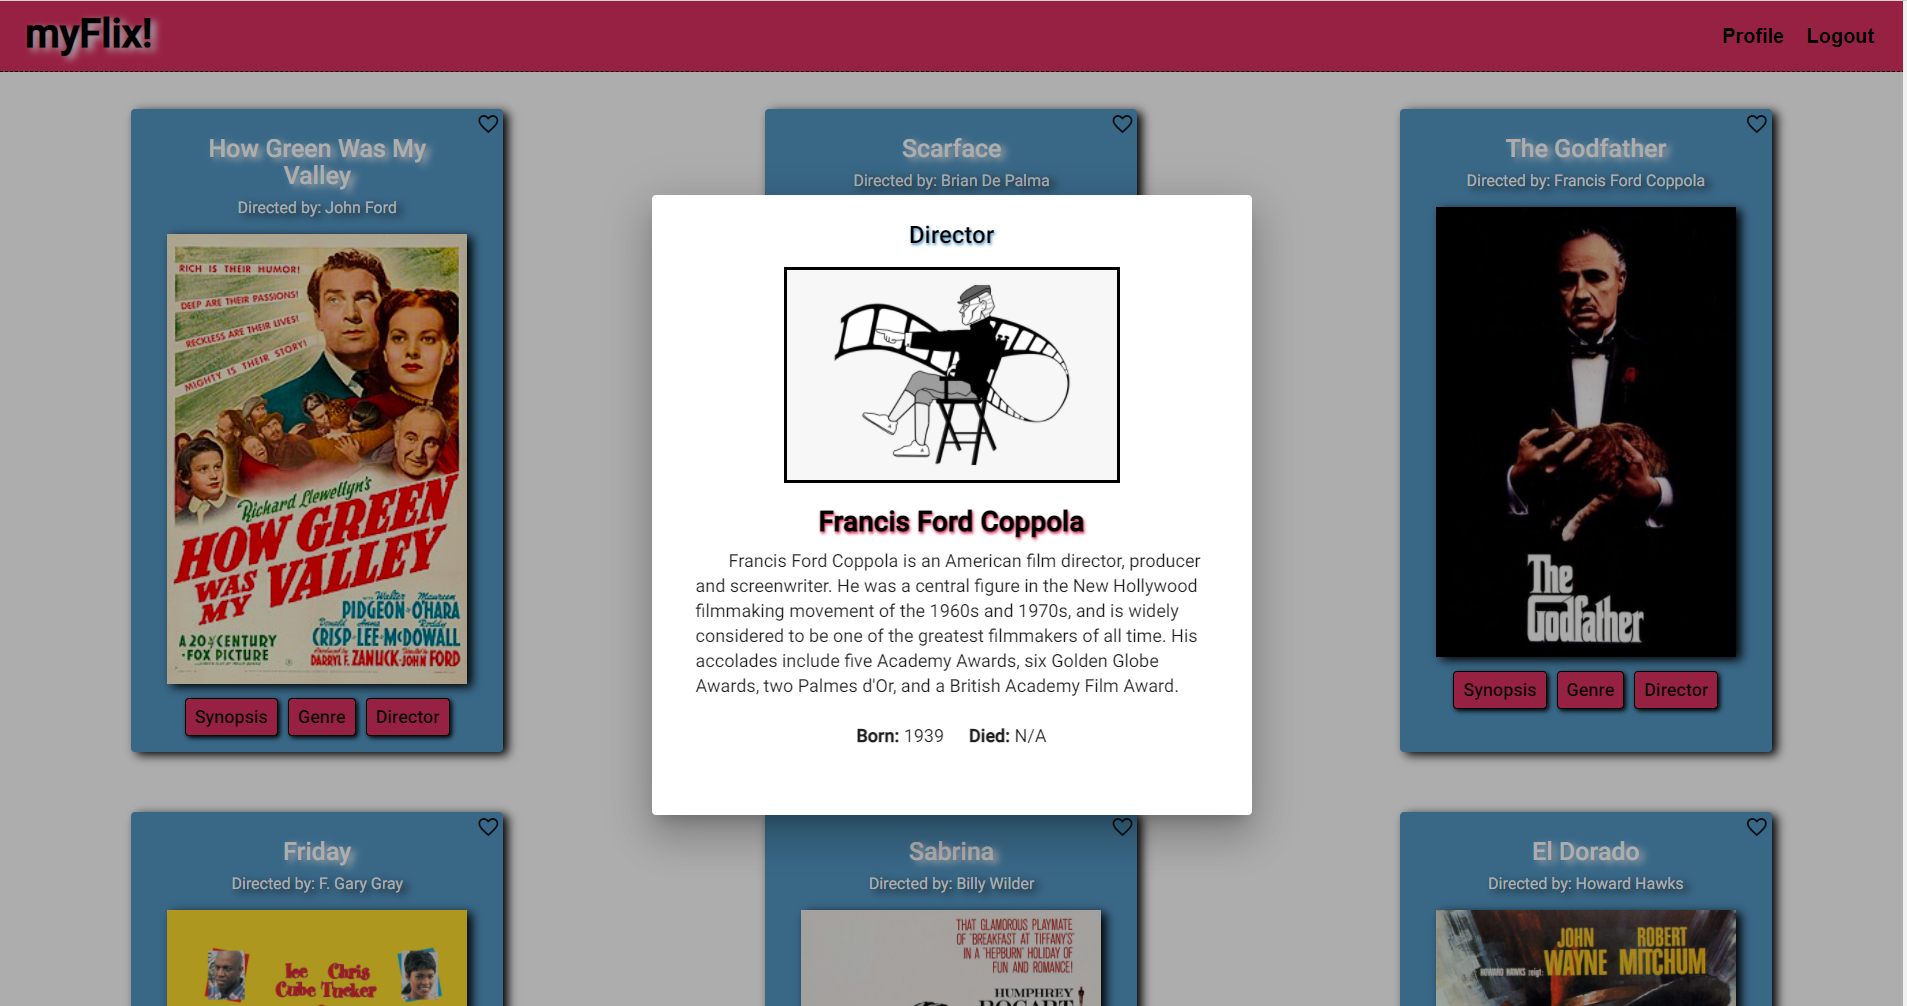 myFlix!
Profile
Logout
How Green Was My
Valley
Directed by: John Ford
RICH IS THEIR HUMOR!
DEEP ARE THEIR PASSIONS!
RECKLESS ARE THEIR LIVES!
MIGHTY IS THEIR STORY!
Richard Llewellyn's
HOW GREEN
WAS MY VALLEY
Walter Maureen
PIDGEON · O'HARA
Donald Anna Roddy
CRISP · LEE · McDOWALL
A 20TH CENTURY
·FOX PICTURE
Produced by Directed by
DARRYL F. ZANUCK · JOHN FORD
Synopsis
Genre
Director
Scarface
Directed by: Brian De Palma
The Godfather
Directed by: Francis Ford Coppola
The
Godfather
Synopsis
Genre
Director
Director
Francis Ford Coppola
Francis Ford Coppola is an American film director, producer
and screenwriter. He was a central figure in the New Hollywood
filmmaking movement of the 1960s and 1970s, and is widely
considered to be one of the greatest filmmakers of all time. His
accolades include five Academy Awards, six Golden Globe
Awards, two Palmes d'Or, and a British Academy Film Award.
Born: 1939 Died: N/A
Friday
Directed by: F. Gary Gray
Ice Chris
Cube Tucker
Sabrina
Directed by: Billy Wilder
THAT GLAMOROUS PLAYMATE
OF 'BREAKFAST AT TIFFANY'S'
IN A 'HEPBURN' HOLIDAY OF
FUN AND ROMANCE!
HUMPHREY
BOGART
El Dorado
Directed by: Howard Hawks
HOWARD HAWKS zeigt:
JOHN ROBERT
WAYNE MITCHUM